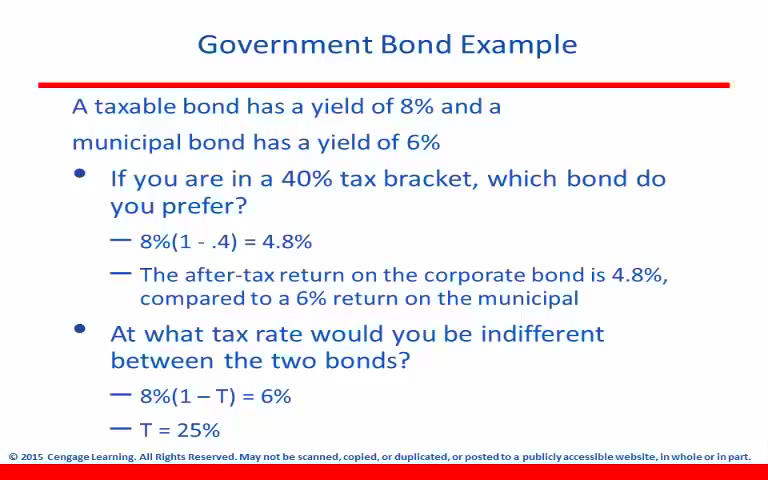 Government Bond Example
A taxable bond has a yield of 8% and a
municipal bond has a yield of 6%
• If you are in a 40% tax bracket, which bond do
you prefer?
— 8%(1 - .4) = 4.8%
— The after-tax return on the corporate bond is 4.8%,
compared to a 6% return on the municipal
• At what tax rate would you be indifferent
between the two bonds?
— 8%(1 – T) = 6%
— T = 25%
© 2015 Cengage Learning. All Rights Reserved. May not be scanned, copied, or duplicated, or posted to a publicly accessible website, in whole or in part.